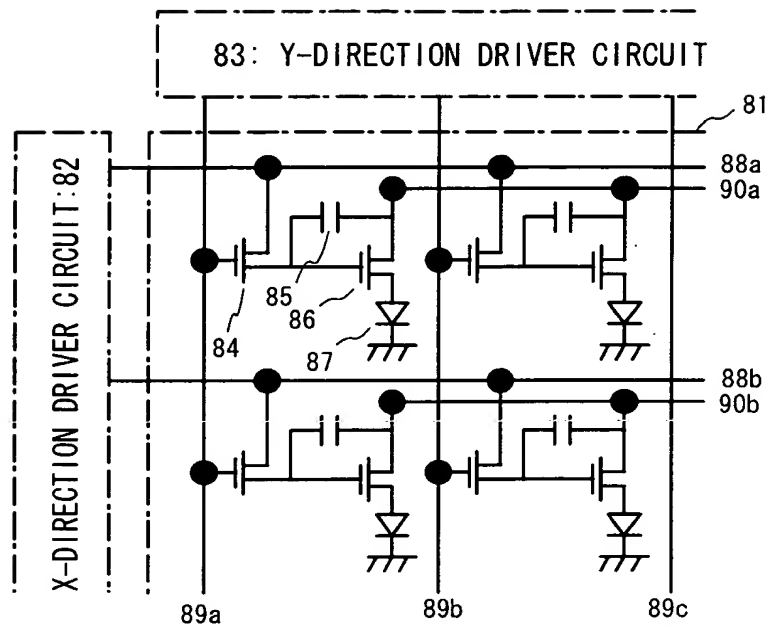 83: Y-DIRECTION DRIVER CIRCUIT
81
X-DIRECTION DRIVER CIRCUIT:82
88a
90a
85
86
84
87
88b
90b
89a
89b
89c